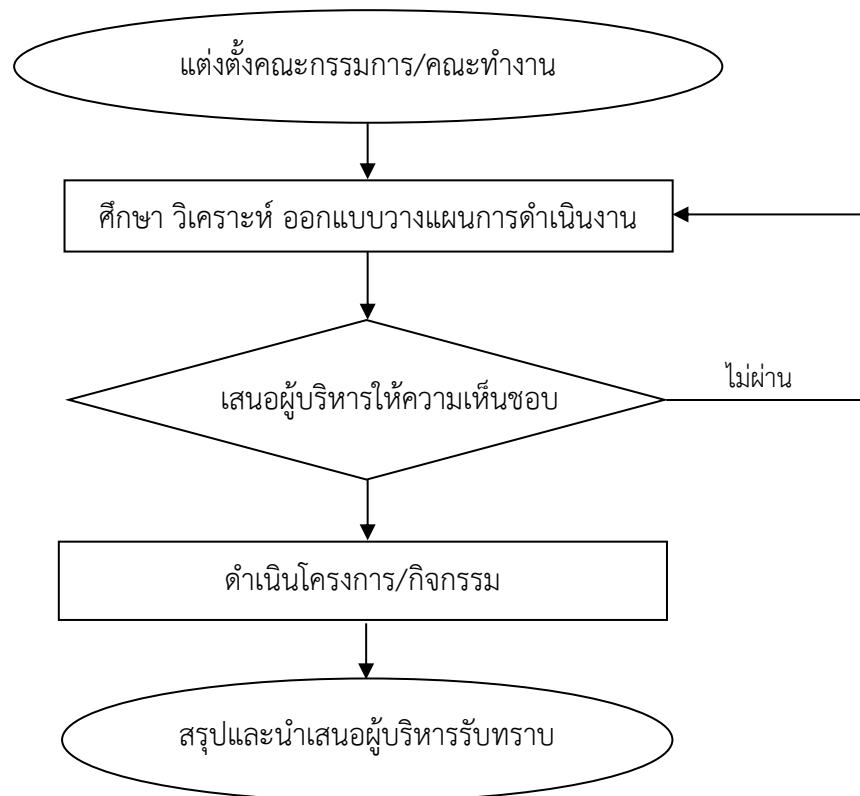 แต่งตั้งคณะกรรมการ/คณะทำงาน
ศึกษา วิเคราะห์ ออกแบบวางแผนการดำเนินงาน
เสนอผู้บริหารให้ความเห็นชอบ
ไม่ผ่าน
ดำเนินโครงการ/กิจกรรม
สรุปและนำเสนอผู้บริหารรับทราบ